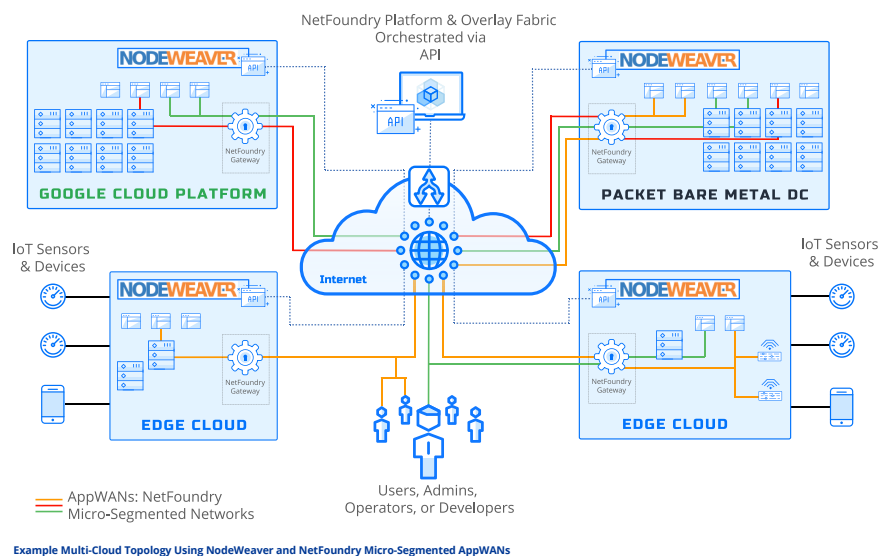 NetFoundry Platform & Overlay Fabric
Orchestrated via
API
NODEWEAVER
API
NetFoundry
Gateway
GOOGLE CLOUD PLATFORM
API
API
NODEWEAVER
NetFoundry
Gateway
PACKET BARE METAL DC
Internet
IoT Sensors
& Devices
NODEWEAVER
API
NetFoundry
Gateway
EDGE CLOUD
API
NODEWEAVER
NetFoundry
Gateway
EDGE CLOUD
IoT Sensors
& Devices
Users, Admins,
Operators, or Developers
AppWANs: NetFoundry
Micro-Segmented Networks
Example Multi-Cloud Topology Using NodeWeaver and NetFoundry Micro-Segmented AppWANs